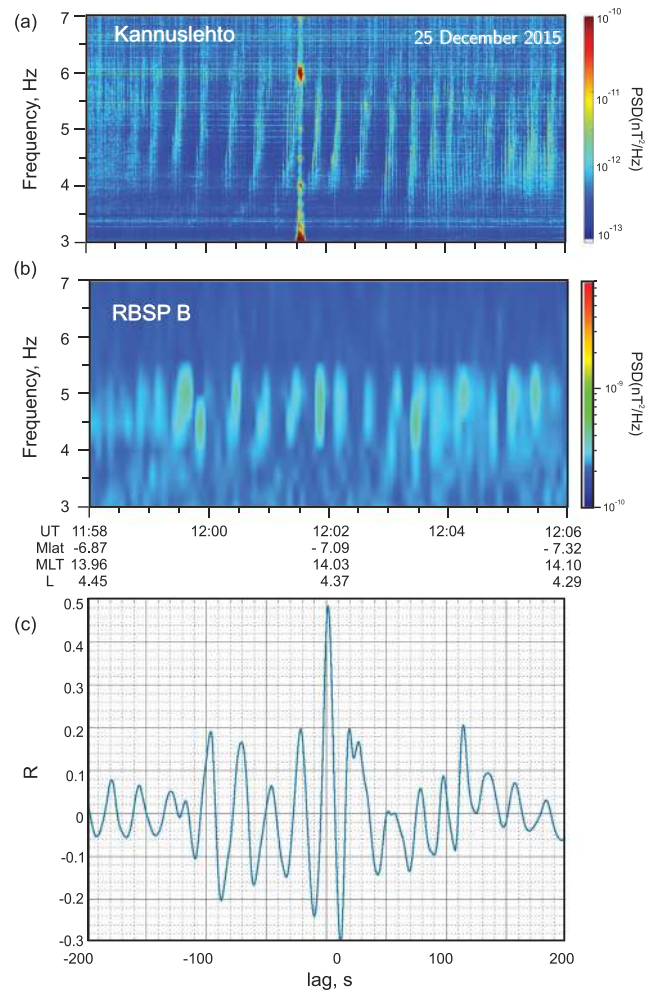 (a)
Kannuslehto
25 December 2015
7
6
5
4
3
Frequency, Hz
10^-10
10^-11
10^-12
10^-13
PSD(nT^2/Hz)
(b)
RBSP B
7
6
5
4
3
Frequency, Hz
10^-9
10^-10
PSD(nT^2/Hz)
UT 11:58 12:00 12:02 12:04 12:06
Mlat -6.87 - 7.09 - 7.32
MLT 13.96 14.03 14.10
L 4.45 4.37 4.29
(c)
0.5
0.4
0.3
0.2
0.1
0
-0.1
-0.2
-0.3
R
-200 -100 0 100 200
lag, s